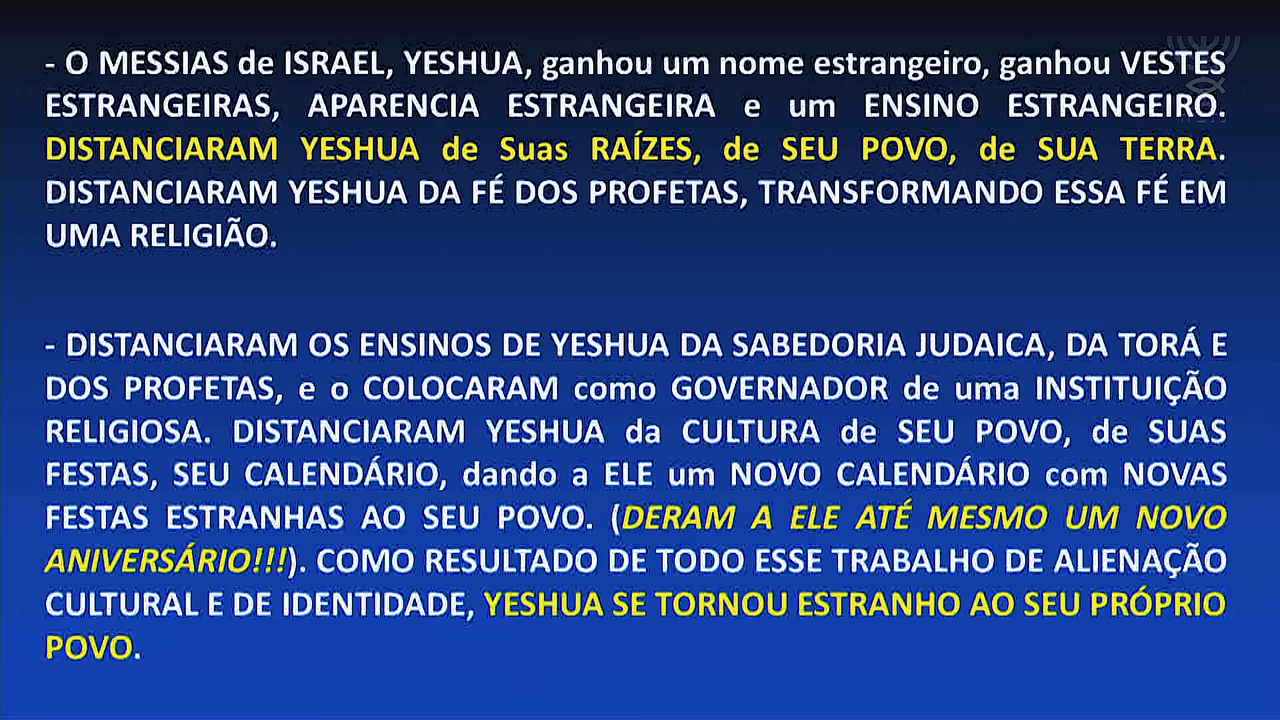 - O MESSIAS de ISRAEL, YESHUA, ganhou um nome estrangeiro, ganhou VESTES
ESTRANGEIRAS, APARENCIA ESTRANGEIRA e um ENSINO ESTRANGEIRO.
DISTANCIARAM YESHUA de Suas RAÍZES, de SEU POVO, de SUA TERRA.
DISTANCIARAM YESHUA DA FÉ DOS PROFETAS, TRANSFORMANDO ESSA FÉ EM
UMA RELIGIÃO.
- DISTANCIARAM OS ENSINOS DE YESHUA DA SABEDORIA JUDAICA, DA TORÁ E
DOS PROFETAS, e o COLOCARAM como GOVERNADOR de uma INSTITUIÇÃO
RELIGIOSA. DISTANCIARAM YESHUA da CULTURA de SEU POVO, de SUAS
FESTAS, SEU CALENDÁRIO, dando a ELE um NOVO CALENDÁRIO com NOVAS
FESTAS ESTRANHAS AO SEU POVO. (DERAM A ELE ATÉ MESMO UM NOVO
ANIVERSÁRIO!!!). COMO RESULTADO DE TODO ESSE TRABALHO DE ALIENAÇÃO
CULTURAL E DE IDENTIDADE, YESHUA SE TORNOU ESTRANHO AO SEU PRÓPRIO
POVO.